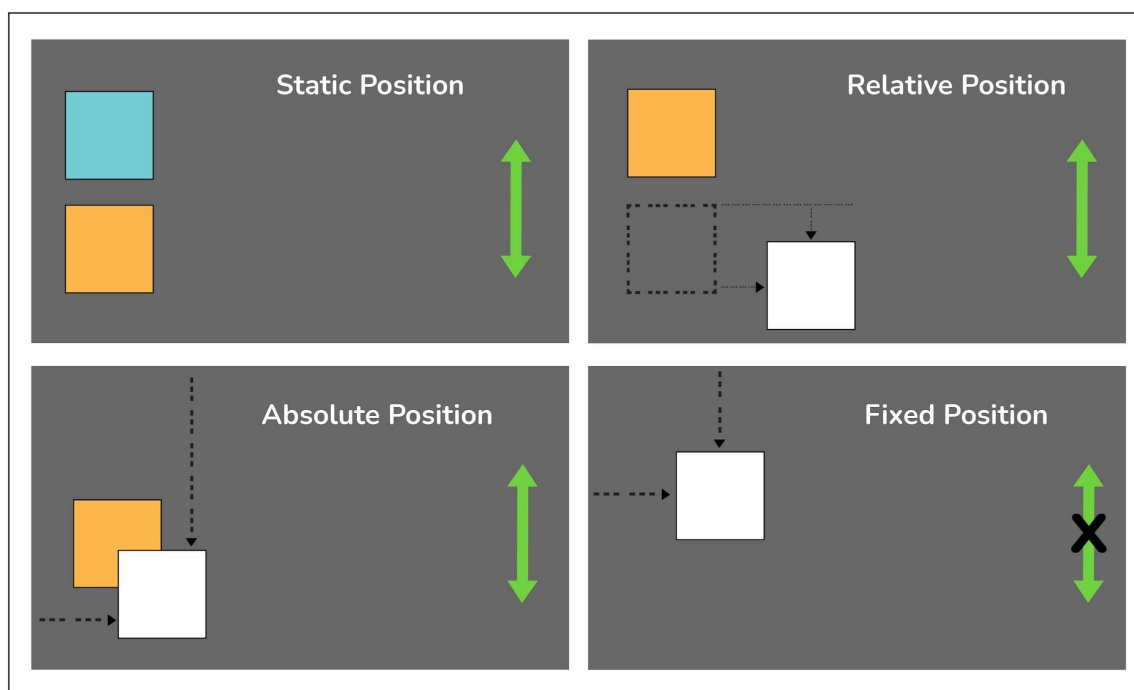 Static Position
Relative Position
Absolute Position
Fixed Position